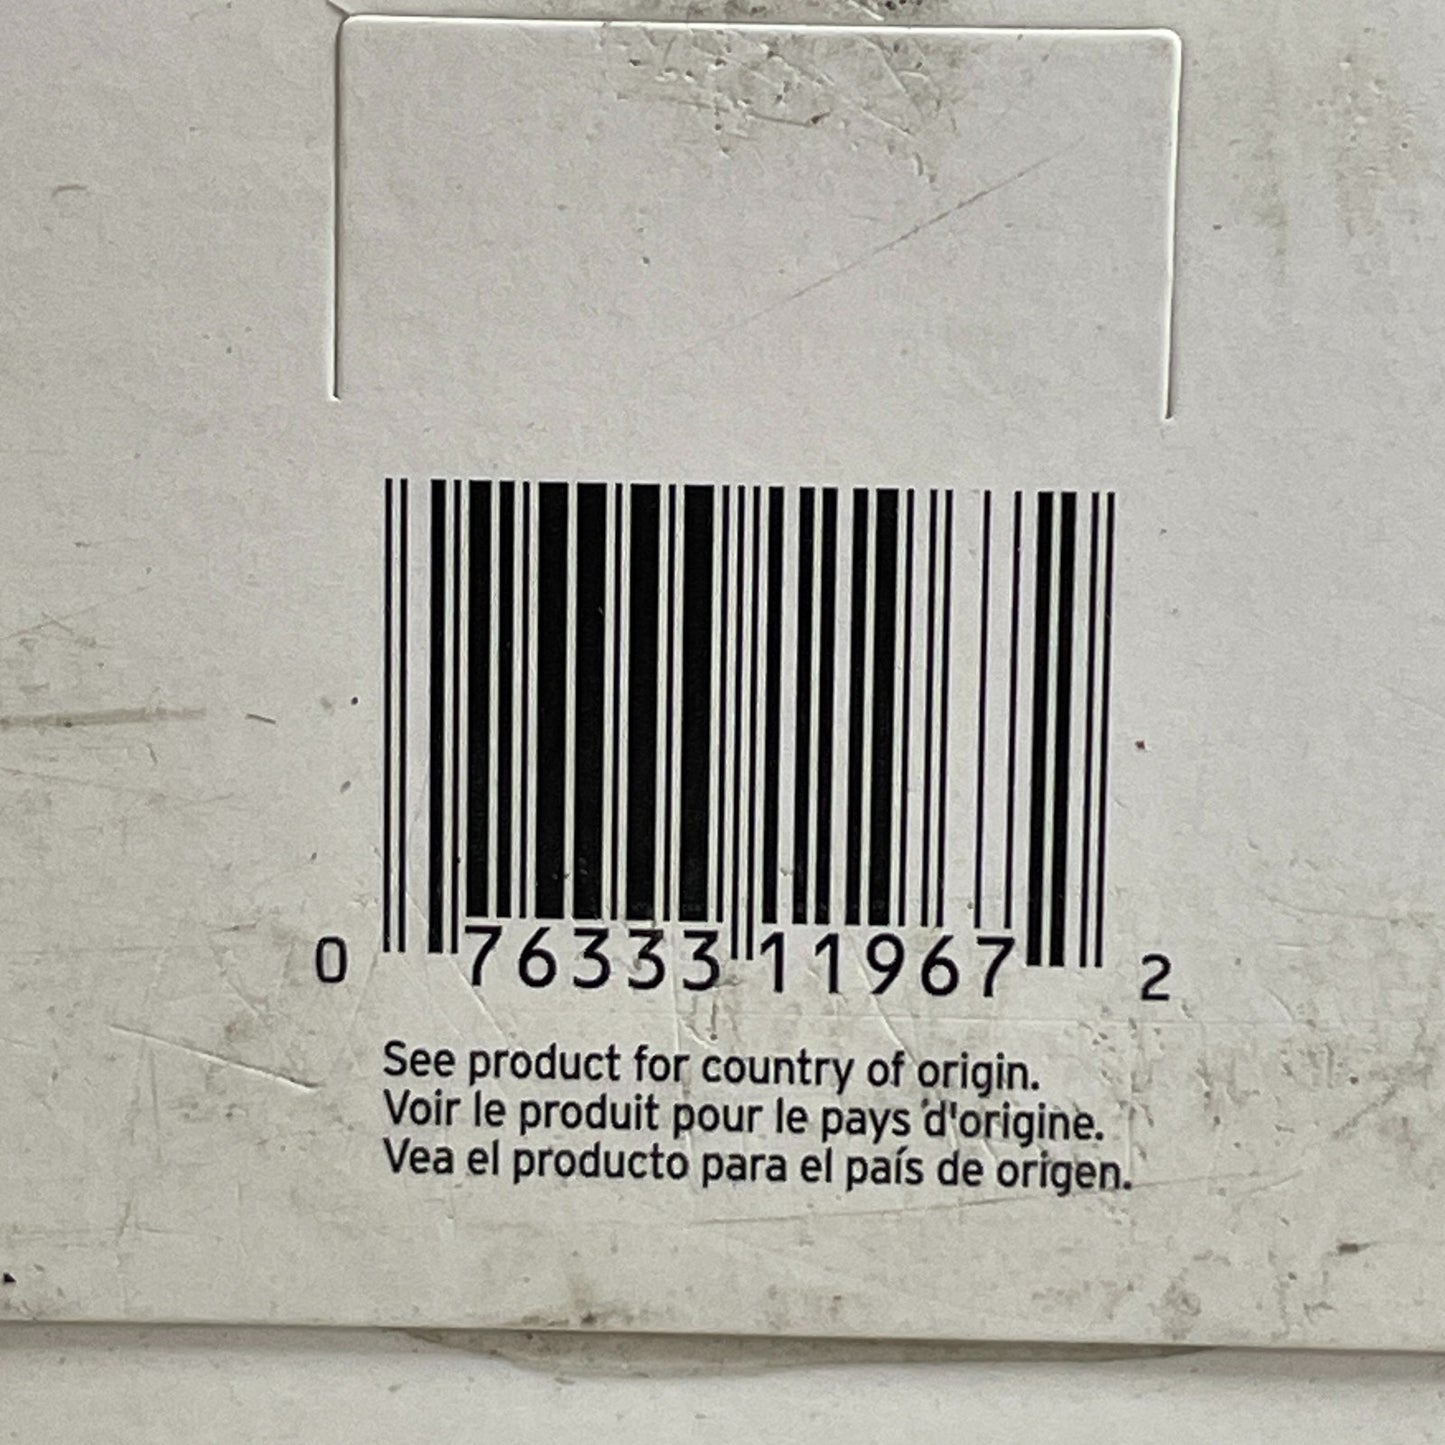 0 76333 11967 2
See product for country of origin.
Voir le produit pour le pays d'origine.
Vea el producto para el país de origen.